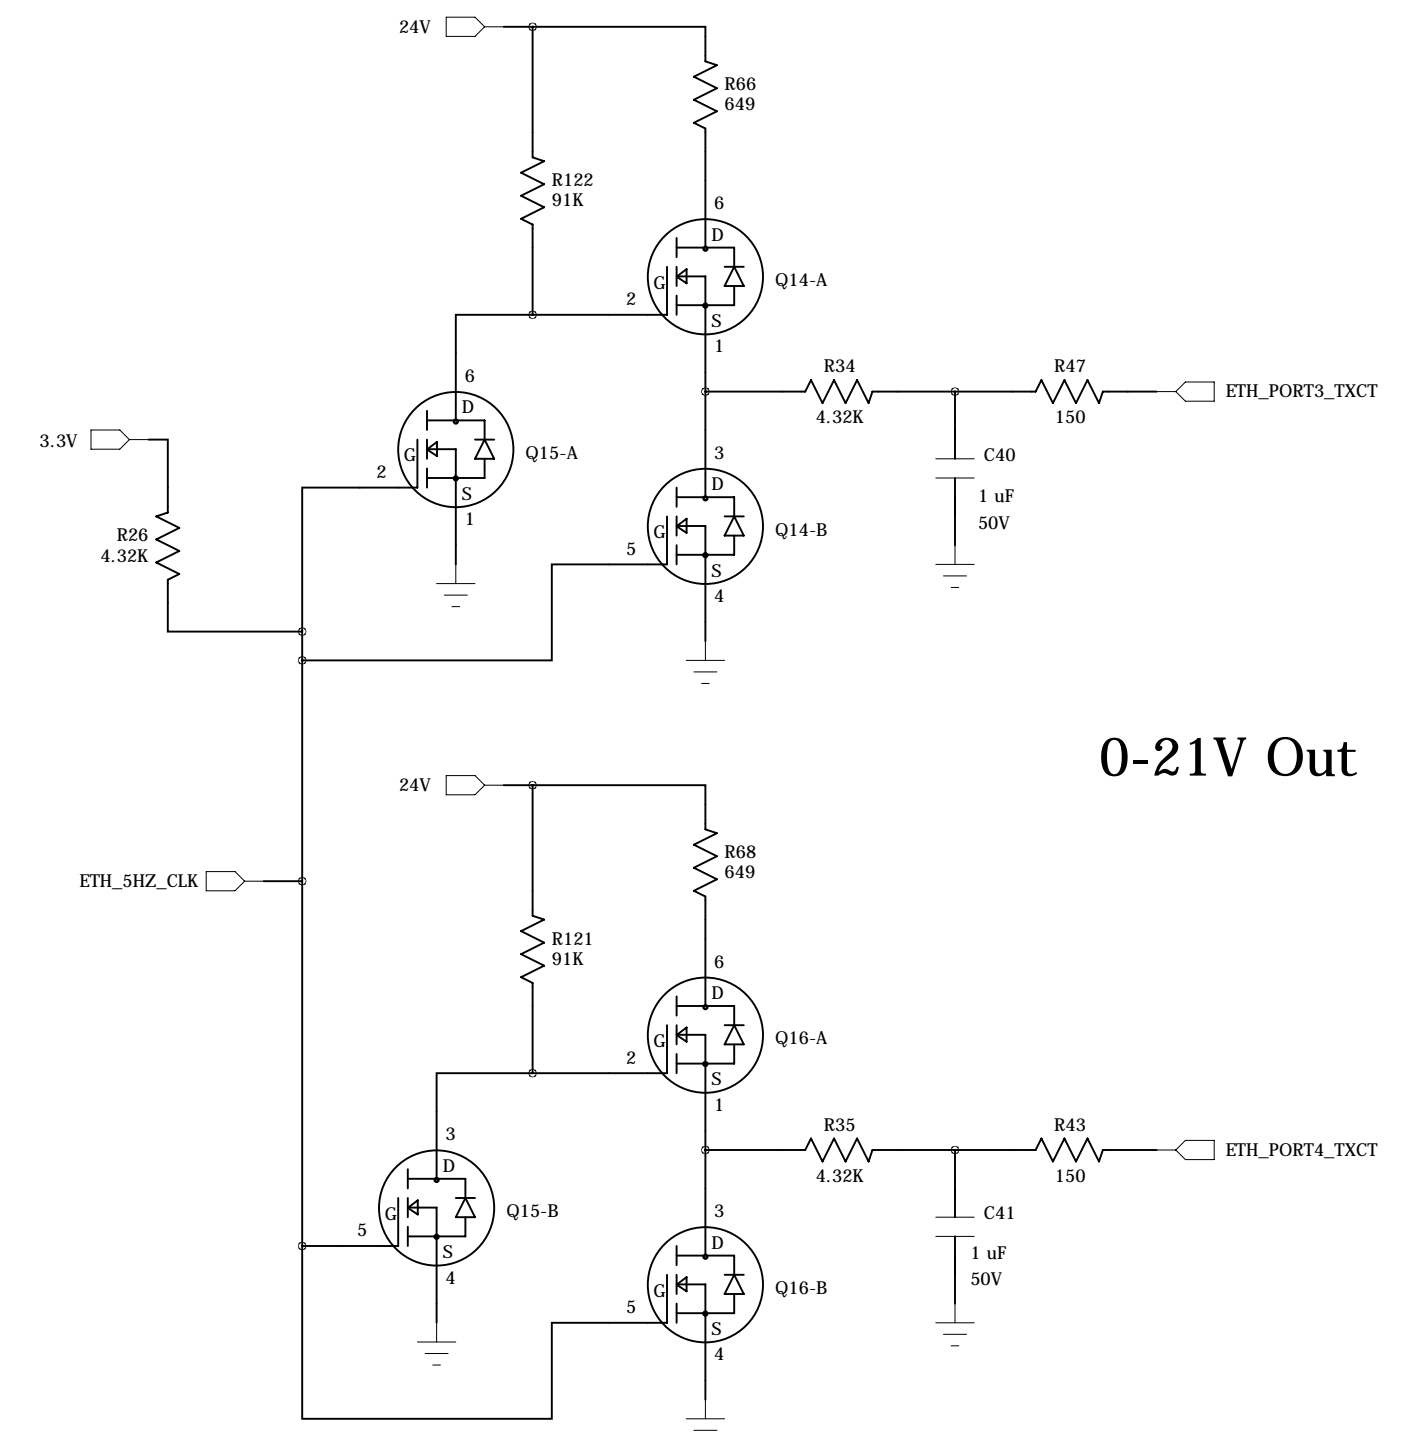 24V
R66
649
R122
91K
6
D
G
Q14-A
2
S
1
R34
4.32K
R47
150
ETH_PORT3_TXCT
6
D
3.3V
G
Q15-A
2
S
1
3
D
C40
1 uF
50V
R26
4.32K
G
Q14-B
5
S
4
0-21V Out
24V
R68
649
ETH_5HZ_CLK
R121
91K
6
D
G
Q16-A
2
S
1
R35
4.32K
R43
150
ETH_PORT4_TXCT
3
D
G
Q15-B
5
S
4
3
D
C41
1 uF
50V
G
Q16-B
5
S
4